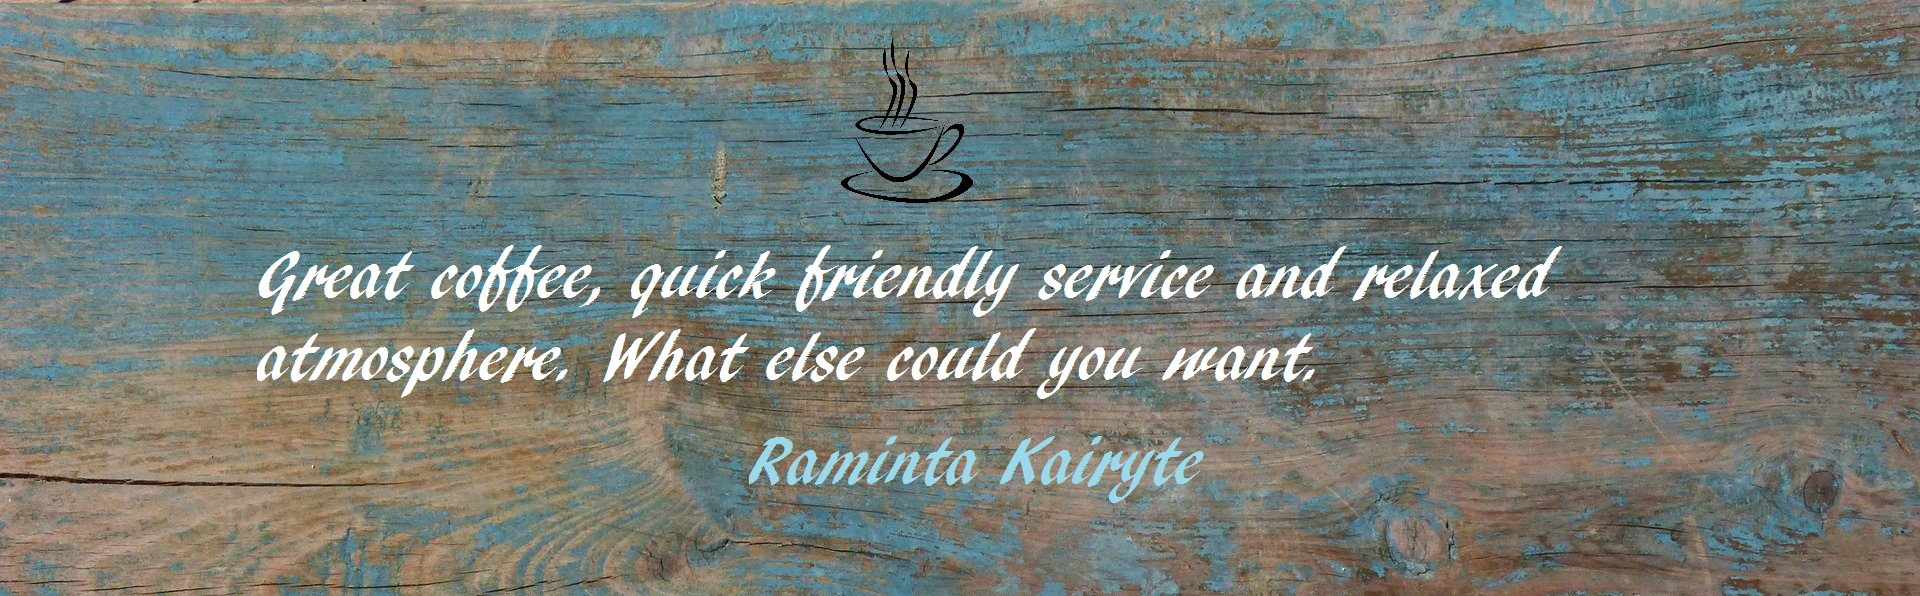 Great coffee, quick friendly service and relaxed
atmosphere. What else could you want.
Raminta Kairyte